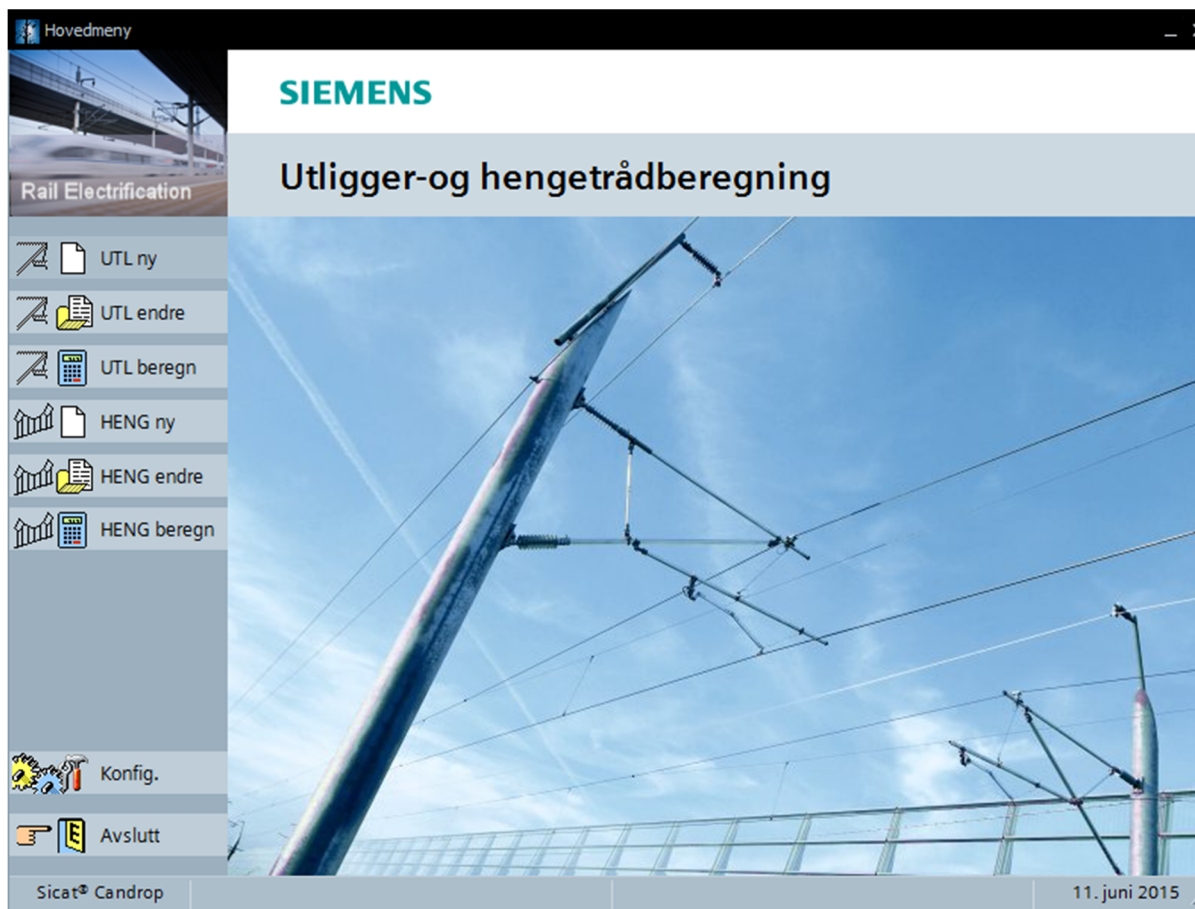 Hovedmeny
SIEMENS
Utligger-og hengetrådberegning
Rail Electrification
UTL ny
UTL endre
UTL beregn
HENG ny
HENG endre
HENG beregn
Konfig.
Avslutt
Sicat® Candrop
11. juni 2015